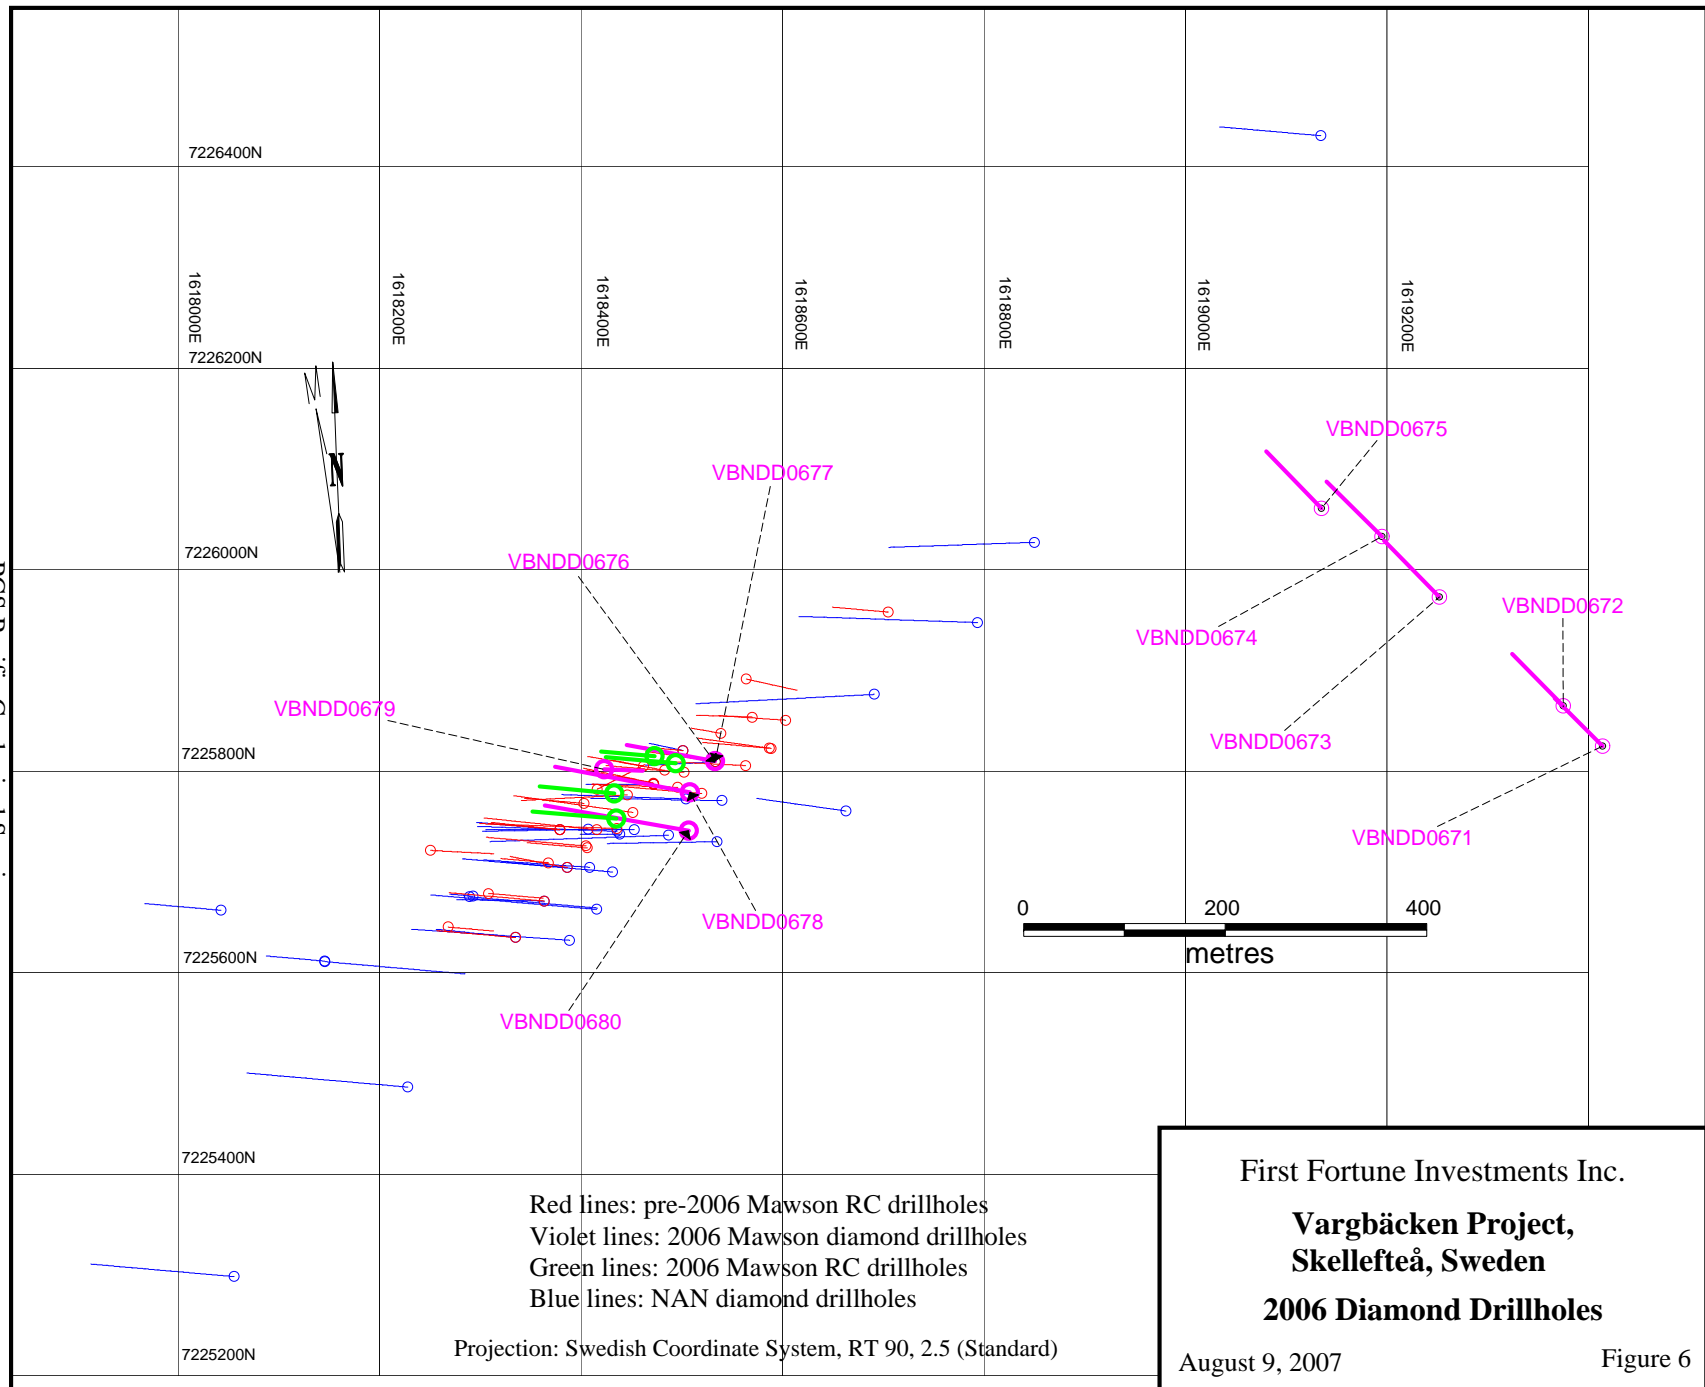 7226400N
1618000E
1618200E
1618400E
1618600E
1618800E
1619000E
1619200E
7226200N
N
VBNDD0675
VBNDD0677
VBNDD0676
7226000N
VBNDD0672
VBNDD0674
VBNDD0679
VBNDD0673
7225800N
VBNDD0671
VBNDD0678
0 200 400
metres
7225600N
VBNDD0680
7225400N
Red lines: pre-2006 Mawson RC drillholes
Violet lines: 2006 Mawson diamond drillholes
Green lines: 2006 Mawson RC drillholes
Blue lines: NAN diamond drillholes
Projection: Swedish Coordinate System, RT 90, 2.5 (Standard)
7225200N
First Fortune Investments Inc.
Vargbäcken Project,
Skellefteå, Sweden
2006 Diamond Drillholes
August 9, 2007 Figure 6